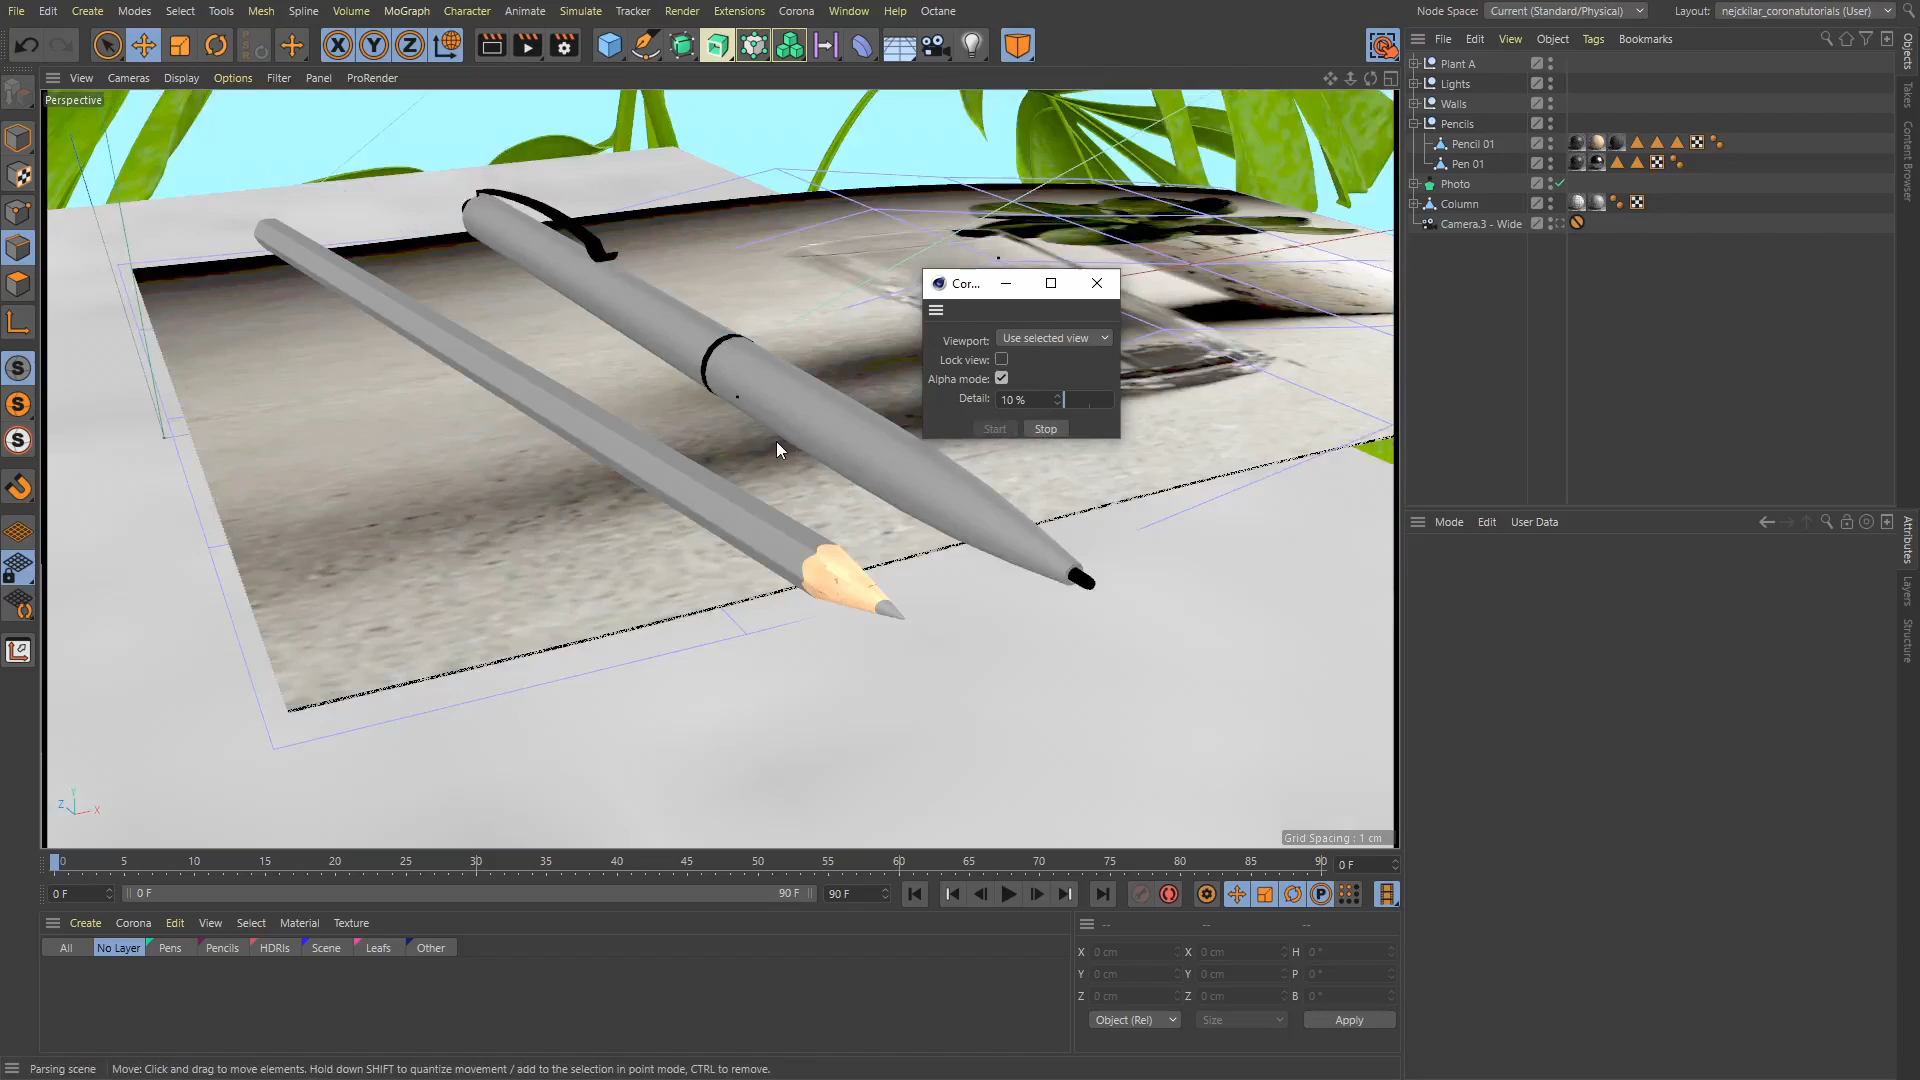 File Edit Create Modes Select Tools Mesh Spline Volume MoGraph Character Animate Simulate Tracker Render Extensions Corona Window Help Octane Node Space: Current (Standard/Physical) Layout: nejckilar_coronatutorials (User)
X Y Z
File Edit View Object Tags Bookmarks
View Cameras Display Options Filter Panel ProRender
Perspective
Plant A
Lights
Walls
Pencils
Pencil 01
Pen 01
Photo
Column
Camera.3 - Wide
Objects
Takes
Content Browser
Cor...
Viewport: Use selected view
Lock view:
Alpha mode:
Detail: 10 %
Start Stop
Mode Edit User Data
Attributes
Layers
Structure
Y
Z X
Grid Spacing : 1 cm
0 5 10 15 20 25 30 35 40 45 50 55 60 65 70 75 80 85 90 0 F
0 F 0 F 90 F 90 F
Create Corona Edit View Select Material Texture
-- -- --
All No Layer Pens Pencils HDRIs Scene Leafs Other
X 0 cm X 0 cm H 0 °
Y 0 cm Y 0 cm P 0 °
Z 0 cm Z 0 cm B 0 °
Object (Rel) Size Apply
Parsing scene Move: Click and drag to move elements. Hold down SHIFT to quantize movement / add to the selection in point mode, CTRL to remove.